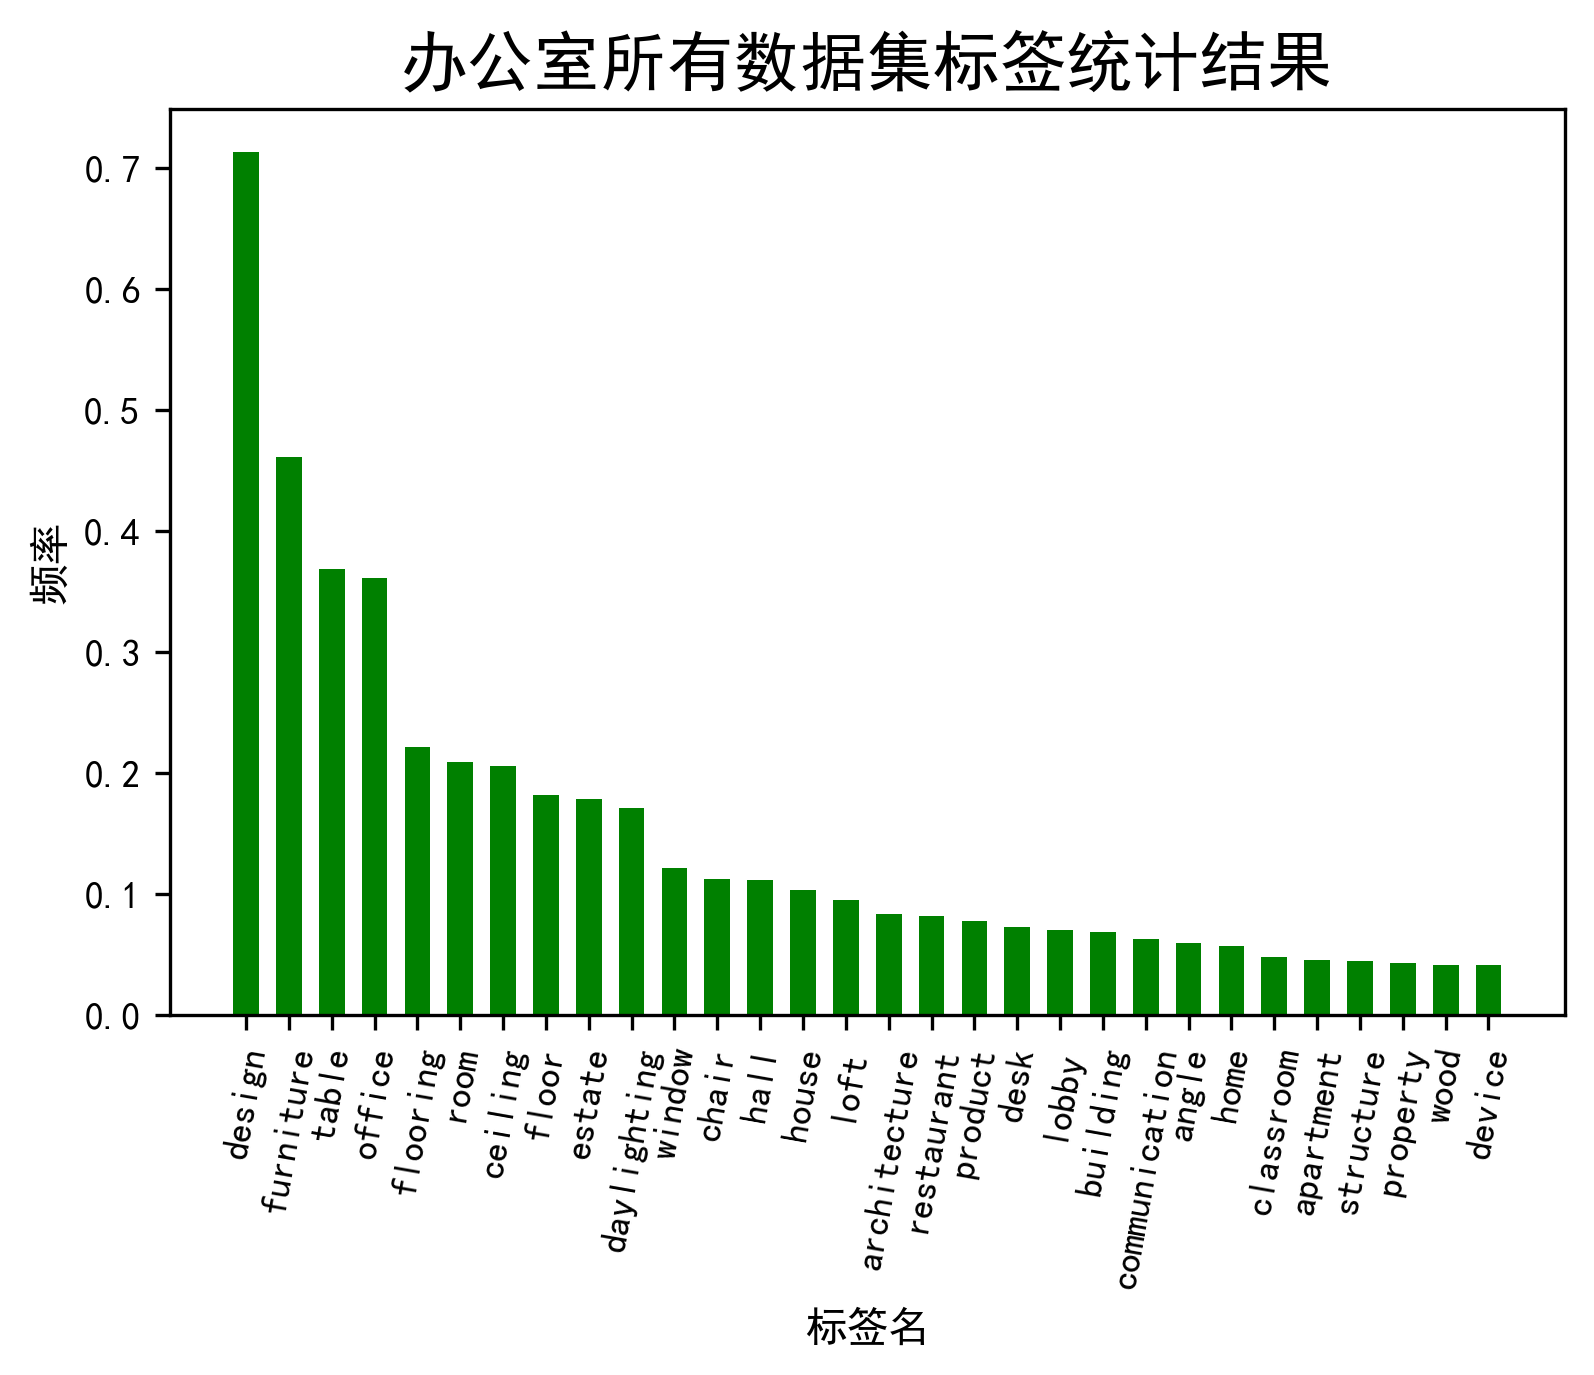 办公室所有数据集标签统计结果
频率
0.7
0.6
0.5
0.4
0.3
0.2
0.1
0.0
design
furniture
table
office
flooring
room
ceiling
floor
estate
daylighting
window
chair
hall
house
loft
architecture
restaurant
product
desk
lobby
building
communication
angle
home
classroom
apartment
structure
property
wood
device
标签名